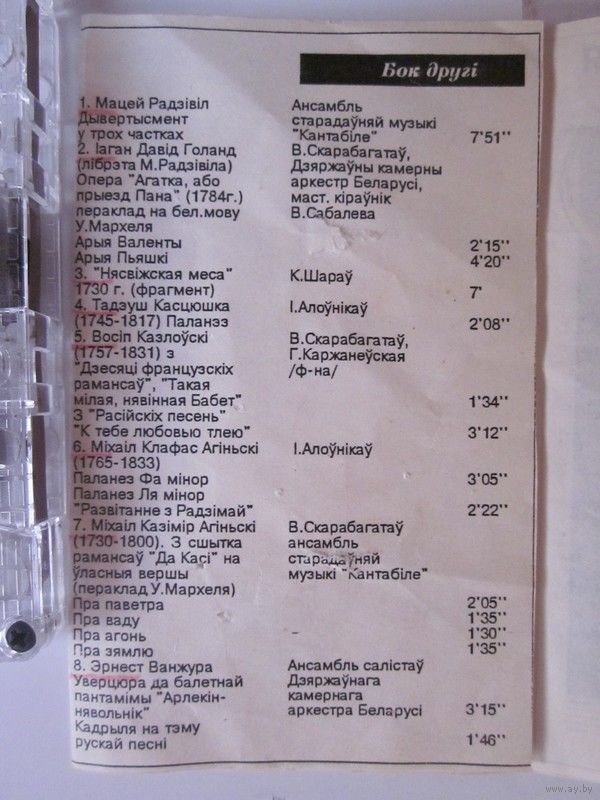 Бок другі
1. Мацей Радзівіл Ансамбль
Дывертысмент старадаўняй музыкі
у трох частках "Кантабіле" 7'51''
2. Іаган Давід Голанд В.Скарабагатаў,
(лібрэта М.Радзівіла) Дзяржаўны камерны
Опера "Агатка, або аркестр Беларусі,
прыезд Пана" (1784г.) маст. кіраўнік
пераклад на бел.мову В.Сабалева
У.Мархеля
Арыя Валенты 2'15''
Арыя Пьяшкі 4'20''
3. "Нясвіжская меса" К.Шараў
1730 г. (фрагмент) 7'
4. Тадэуш Касцюшка І.Алоўнікаў
(1745-1817) Паланэз 2'08''
5. Восіп Казлоўскі В.Скарабагатаў,
(1757-1831) з Г.Каржанеўская
"Дзесяці французскіх /ф-на/
рамансаў", "Такая
мілая, нявінная Бабет" 1'34''
З "Расійскіх песень"
"К тебе любовью тлею" 3'12''
6. Міхаіл Клафас Агіньскі І.Алоўнікаў
(1765-1833)
Паланез Фа мінор 3'05''
Паланез Ля мінор
"Развітанне з Радзімай" 2'22''
7. Міхаіл Казімір Агіньскі В.Скарабагатаў
(1730-1800). З сшытка ансамбль
рамансаў "Да Касі" на старадаўняй
ўласныя вершы музыкі "Кантабіле"
(пераклад У.Мархеля)
Пра паветра 2'05''
Пра ваду 1'35''
Пра агонь - 1'30''
Пра зямлю 1'35''
8. Эрнест Ванжура Ансамбль салістаў
Уверцюра да балетнай Дзяржаўнага
пантамімы "Арлекін- камернага
нявольнік" аркестра Беларусі 3'15''
Кадрыля на тэму
рускай песні 1'46''
www.ay.by